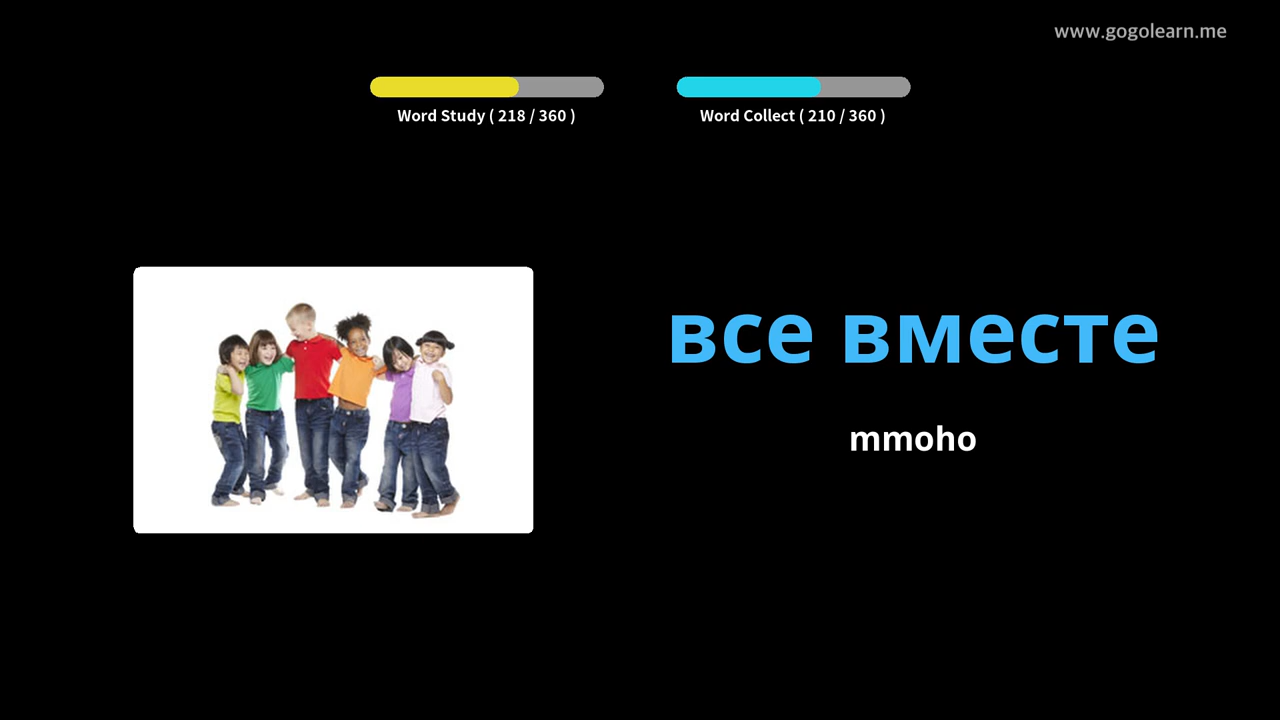 www.gogolearn.me
Word Study ( 218 / 360 )
Word Collect ( 210 / 360 )
все вместе
mmoho